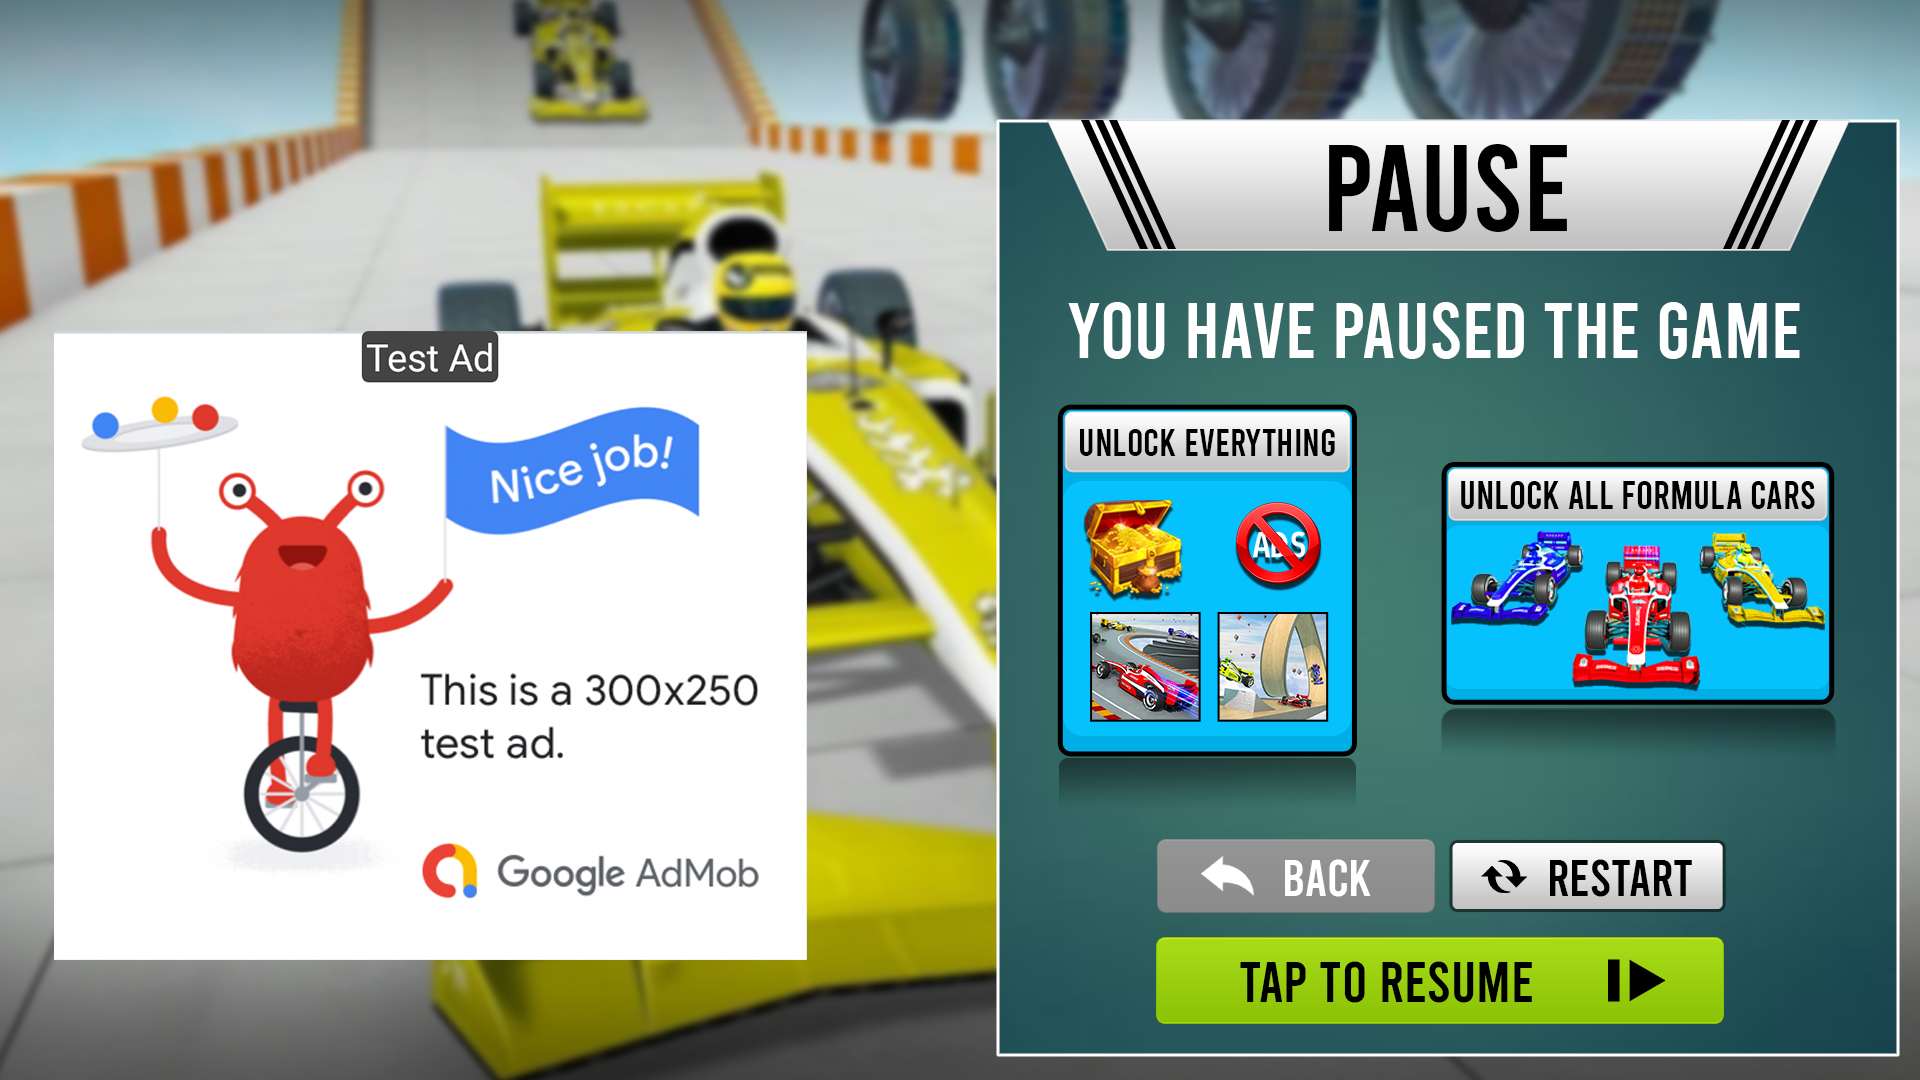 Test Ad
Nice job!
This is a 300x250
test ad.
Google AdMob
PAUSE
YOU HAVE PAUSED THE GAME
UNLOCK EVERYTHING
ADS
UNLOCK ALL FORMULA CARS
BACK
RESTART
TAP TO RESUME